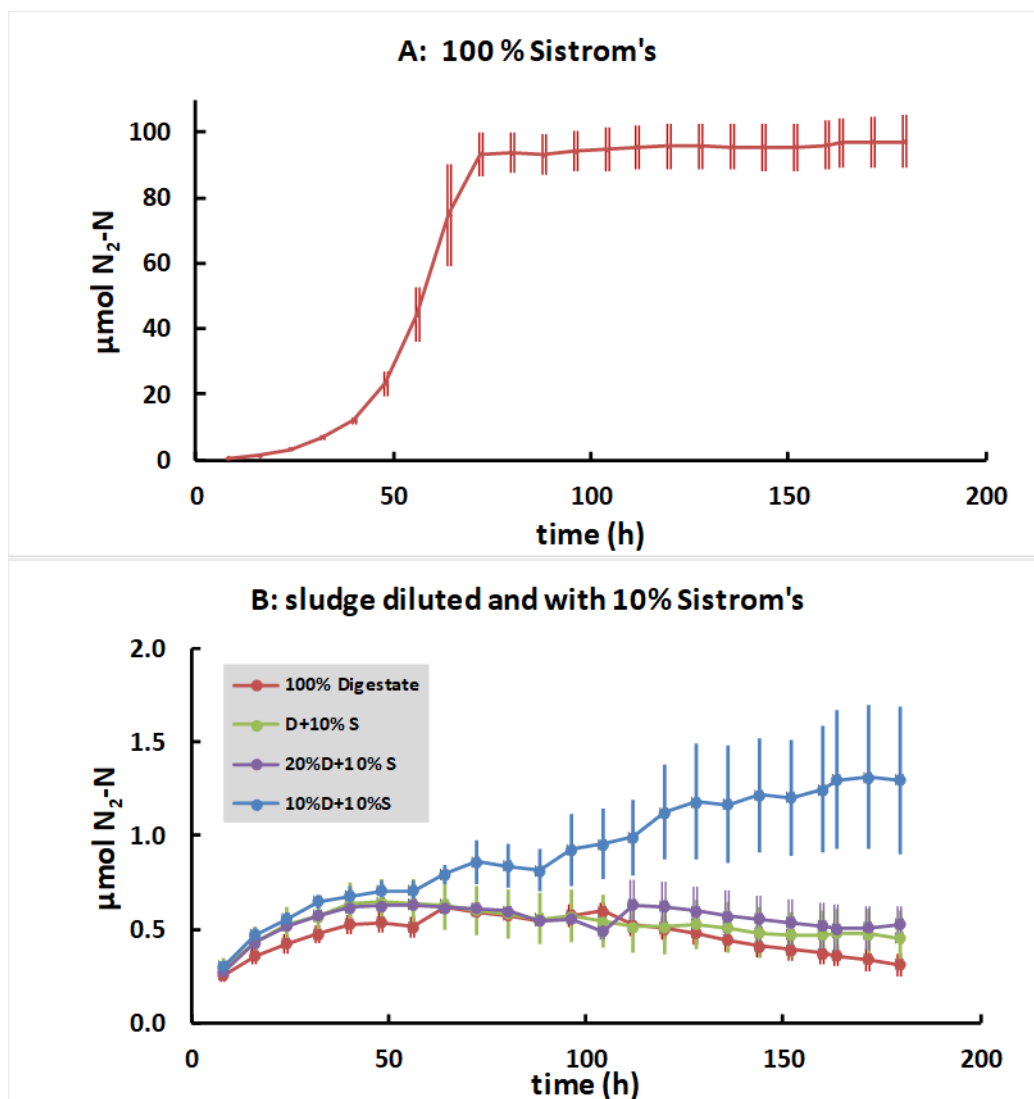 A: 100 % Sistrom's
100
80
60
40
20
0
µmol N₂-N
0 50 100 150 200
time (h)
B: sludge diluted and with 10% Sistrom's
2.0
1.5
1.0
0.5
0.0
µmol N₂-N
100% Digestate
D+10% S
20%D+10% S
10%D+10%S
0 50 100 150 200
time (h)